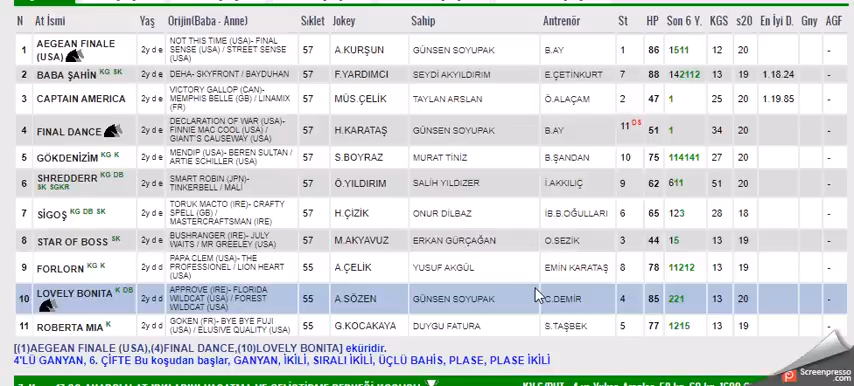 N At İsmi Yaş Orijin(Baba - Anne) Sıklet Jokey Sahip Antrenör St HP Son 6 Y. KGS s20 En İyi D. Gny AGF
1 AEGEAN FINALE (USA) 2y d e NOT THIS TIME (USA)- FINAL SENSE (USA) / STREET SENSE (USA) 57 A.KURŞUN GÜNSEN SOYUPAK B.AY 1 86 1511 12 20 -
2 BABA ŞAHİN KG SK 2y d e DEHA- SKYFRONT / BAYDUHAN 57 F.YARDIMCI SEYDİ AKYILDIRIM E.ÇETİNKURT 7 88 142112 13 19 1.18.24 -
3 CAPTAIN AMERICA 2y d e VICTORY GALLOP (CAN)- MEMPHIS BELLE (GB) / LINAMIX (FR) 57 MÜS.ÇELİK TAYLAN ARSLAN Ö.ALAÇAM 2 47 1 25 20 1.19.85 -
4 FINAL DANCE 2y d e DECLARATION OF WAR (USA)- FINNIE MAC COOL (USA) / GIANT'S CAUSEWAY (USA) 57 H.KARATAŞ GÜNSEN SOYUPAK B.AY 11 DS 51 1 34 20 -
5 GÖKDENİZİM KG K 2y d e MENDIP (USA)- BEREN SULTAN / ARTIE SCHILLER (USA) 57 S.BOYRAZ MURAT TİNİZ B.ŞANDAN 10 75 114141 27 20 -
6 SHREDDERR KG DB SK SGKR 2y d e SMART ROBIN (JPN)- TINKERBELL / MALİ 57 Ö.YILDIRIM SALİH YILDIZER İ.AKKILIÇ 9 62 611 51 20 -
7 SİGOŞ KG DB SK 2y d e TORUK MACTO (IRE)- CRAFTY SPELL (GB) / MASTERCRAFTSMAN (IRE) 57 H.ÇİZİK ONUR DİLBAZ İB.B.OĞULLARI 6 65 123 28 18 -
8 STAR OF BOSS SK 2y d e BUSHRANGER (IRE)- JULY WAITS / MR GREELEY (USA) 57 M.AKYAVUZ ERKAN GÜRÇAĞAN O.SEZİK 3 44 15 13 19 -
9 FORLORN KG K 2y d d PAPA CLEM (USA)- THE PROFESSIONEL / LION HEART (USA) 55 A.ÇELİK YUSUF AKGÜL EMIN KARATAŞ 8 78 11212 13 19 -
10 LOVELY BONITA K DB 2y d d APPROVE (IRE)- FLORIDA WILDCAT (USA) / FOREST WILDCAT (USA) 55 A.SÖZEN GÜNSEN SOYUPAK C.DEMİR 4 85 221 13 20 -
11 ROBERTA MIA K 2y d d GOKEN (FR)- BYE BYE FUJI (USA) / ELUSIVE QUALITY (USA) 55 G.KOCAKAYA DUYGU FATURA S.TAŞBEK 5 77 1215 13 19
[(1)AEGEAN FINALE (USA),(4)FINAL DANCE,(10)LOVELY BONITA] eküridir.
4'LÜ GANYAN, 6. ÇİFTE Bu koşudan başlar, GANYAN, İKİLİ, SIRALI İKİLİ, ÜÇLÜ BAHİS, PLASE, PLASE İKİLİ
Screenpresso.com